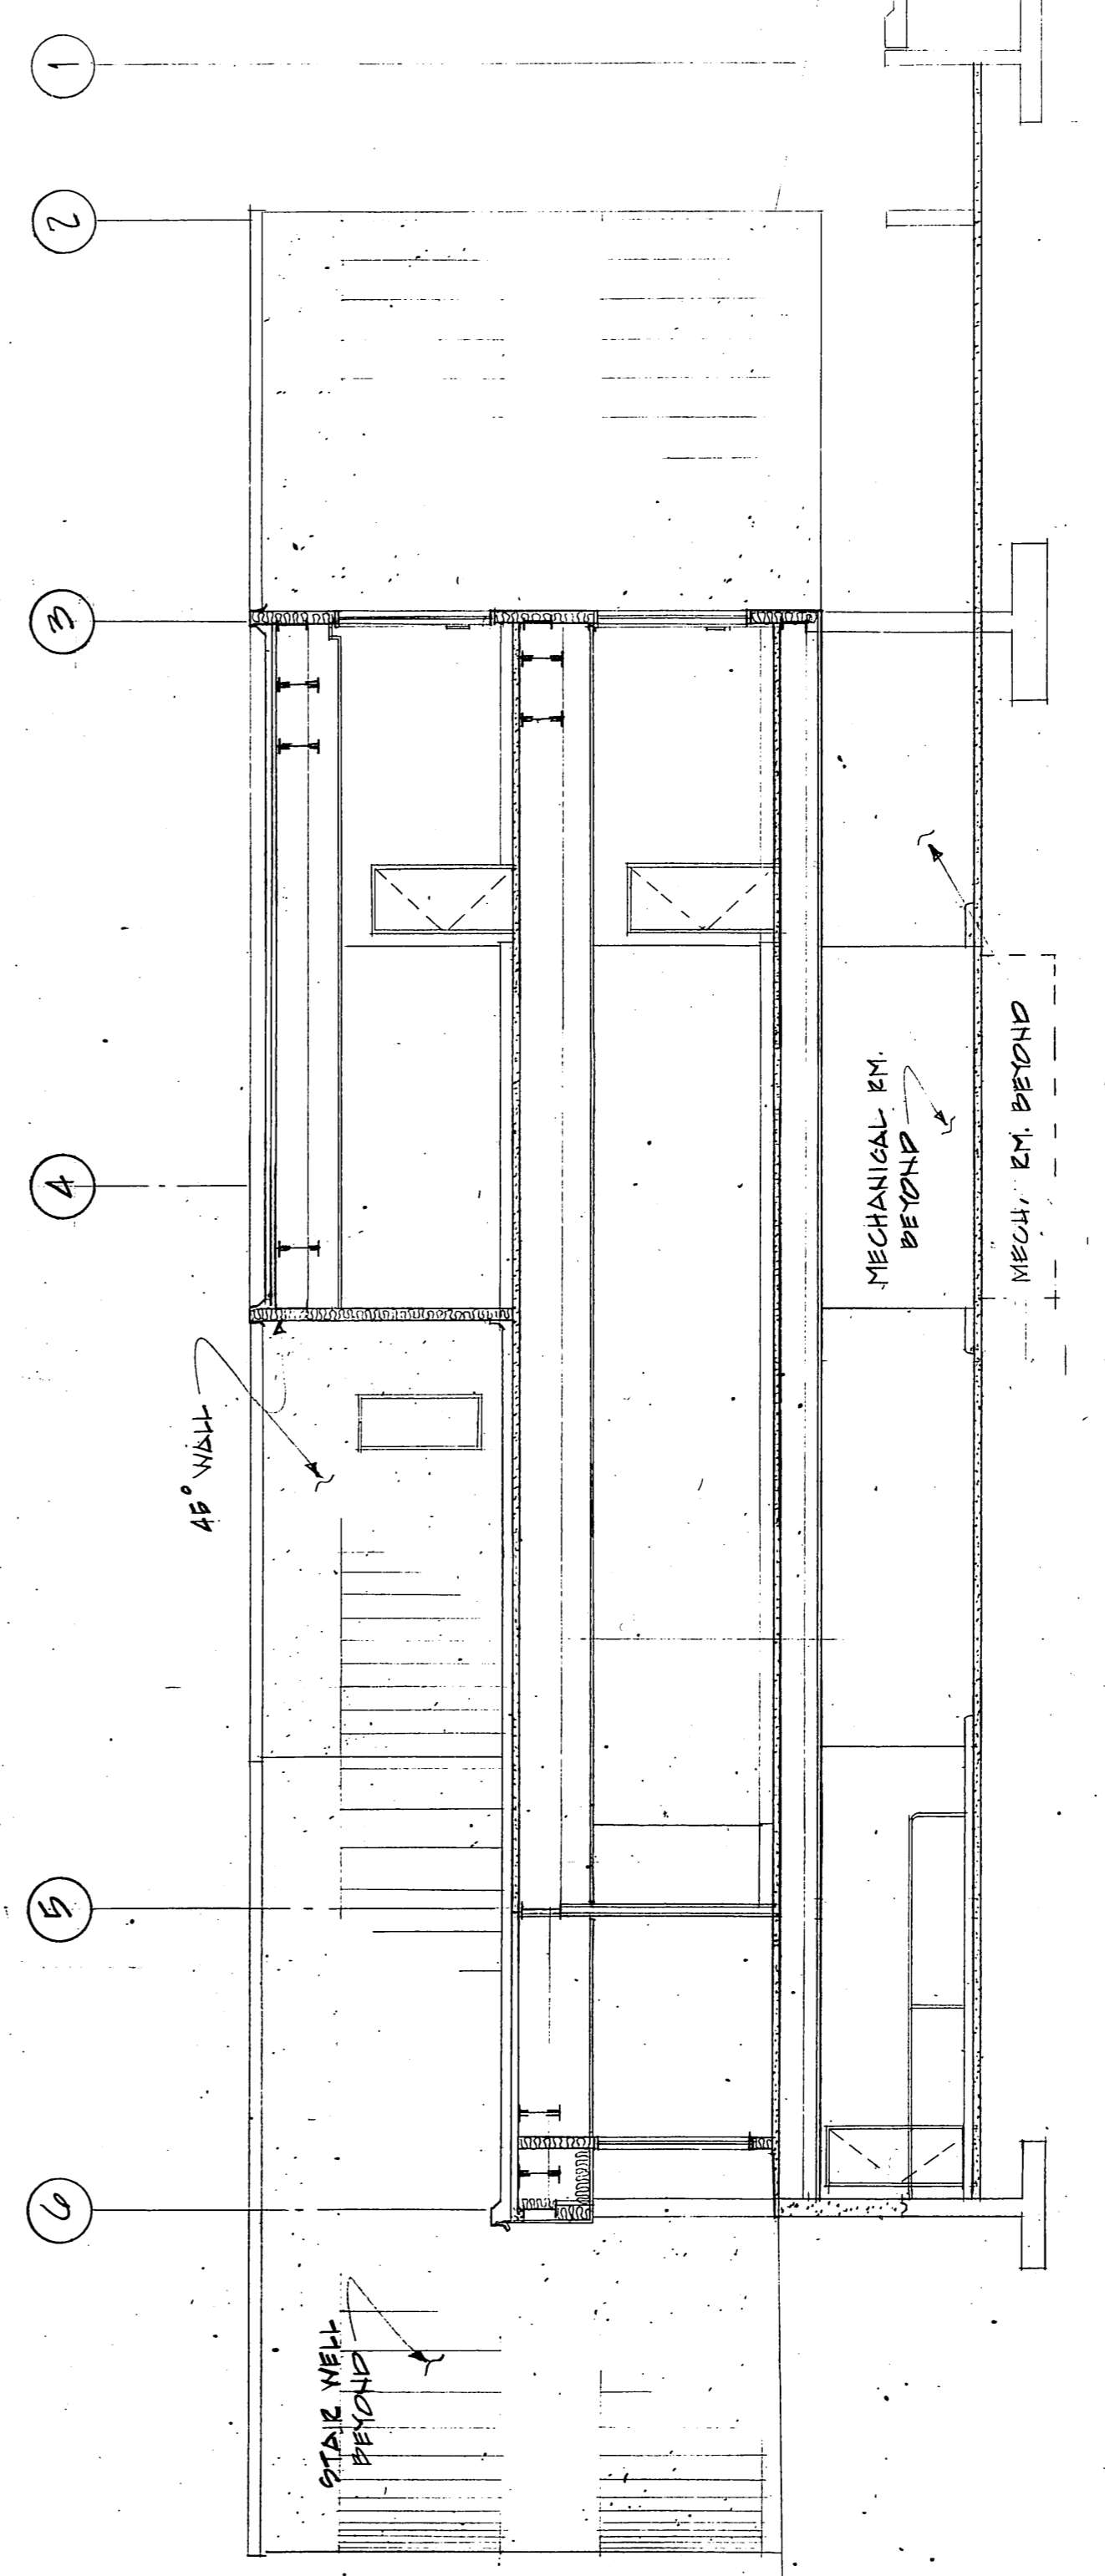 6
5
4
3
2
1
45° WALL
STAIR WELL
BEYOND
MECHANICAL RM.
BEYOND
MECH. RM. BEYOND